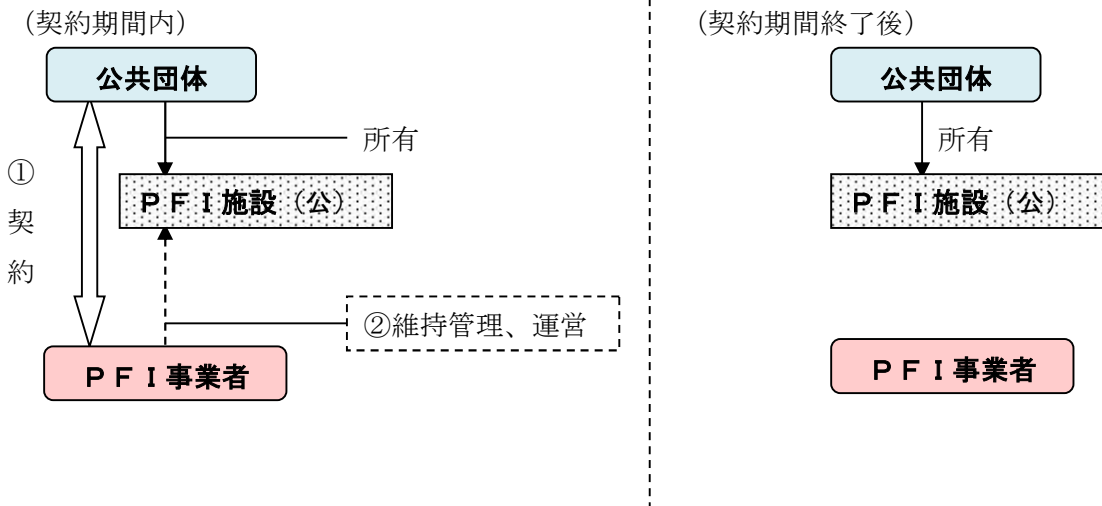 （契約期間内）
公共団体
所有
①契約
ＰＦＩ施設（公）
②維持管理、運営
ＰＦＩ事業者
（契約期間終了後）
公共団体
所有
ＰＦＩ施設（公）
ＰＦＩ事業者